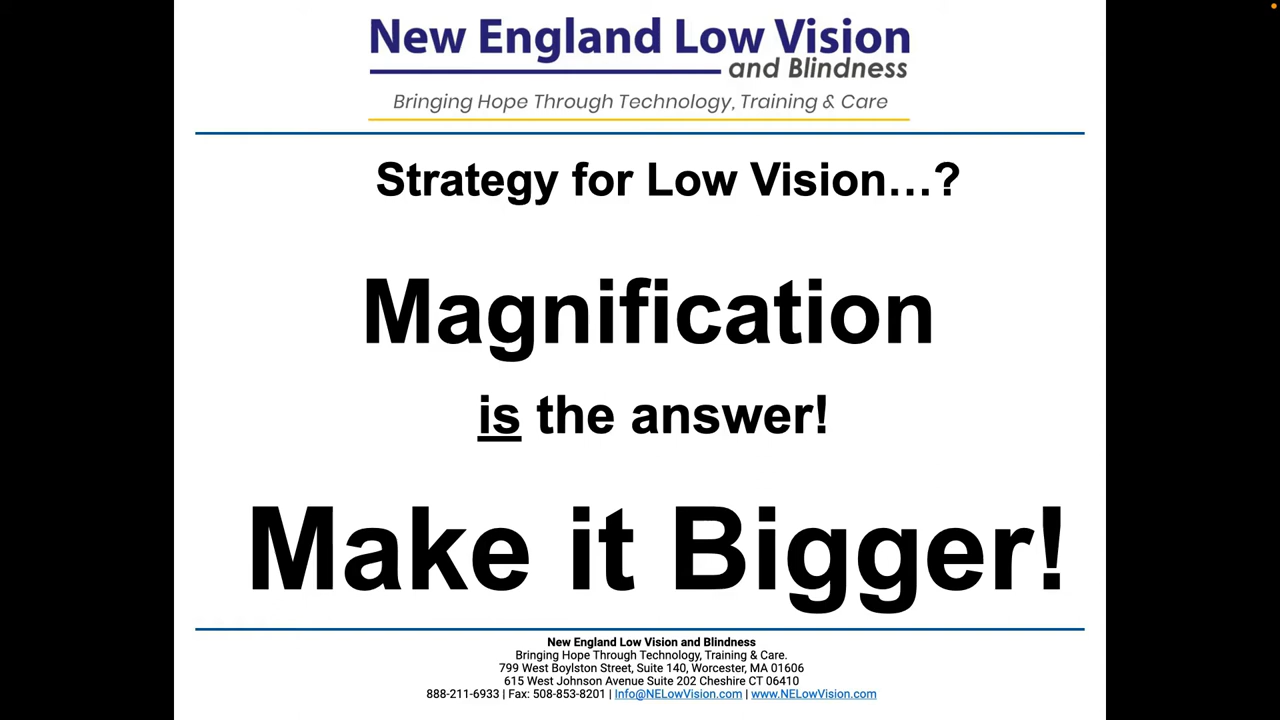 New England Low Vision
and Blindness
Bringing Hope Through Technology, Training & Care
Strategy for Low Vision...?
Magnification
is the answer!
Make it Bigger!
New England Low Vision and Blindness
Bringing Hope Through Technology, Training & Care.
799 West Boylston Street, Suite 140, Worcester, MA 01606
615 West Johnson Avenue Suite 202 Cheshire CT 06410
888-211-6933 | Fax: 508-853-8201 | Info@NELowVision.com | www.NELowVision.com